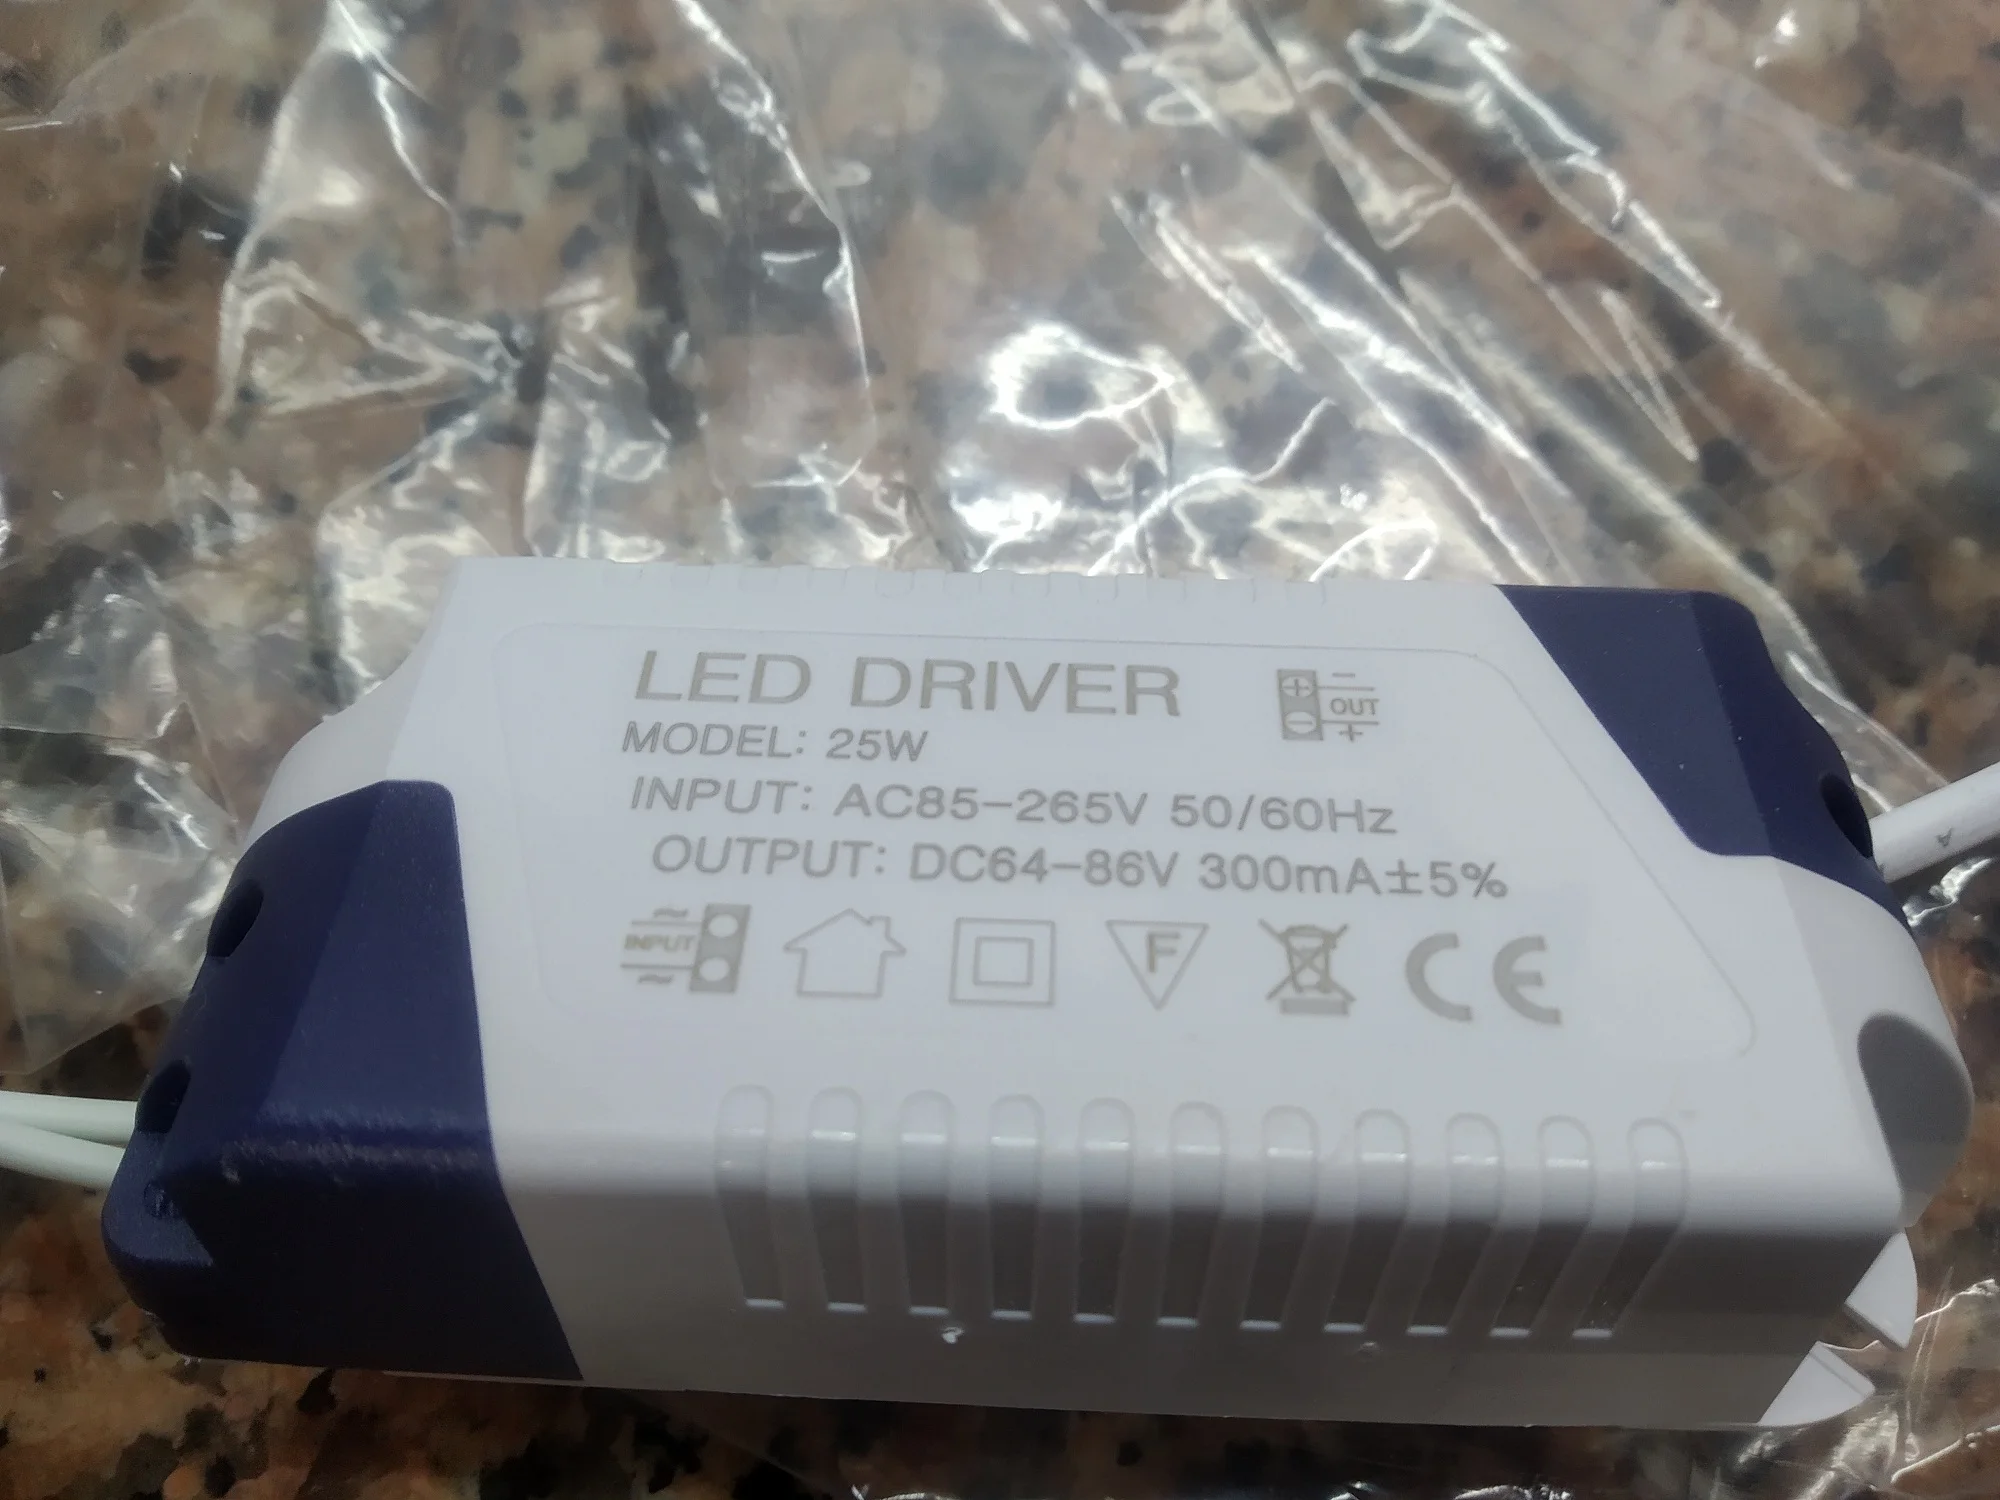 LED DRIVER
MODEL: 25W
INPUT: AC85-265V 50/60Hz
OUTPUT: DC64-86V 300mA±5%
- OUT +
~ INPUT ~
F
CE
A